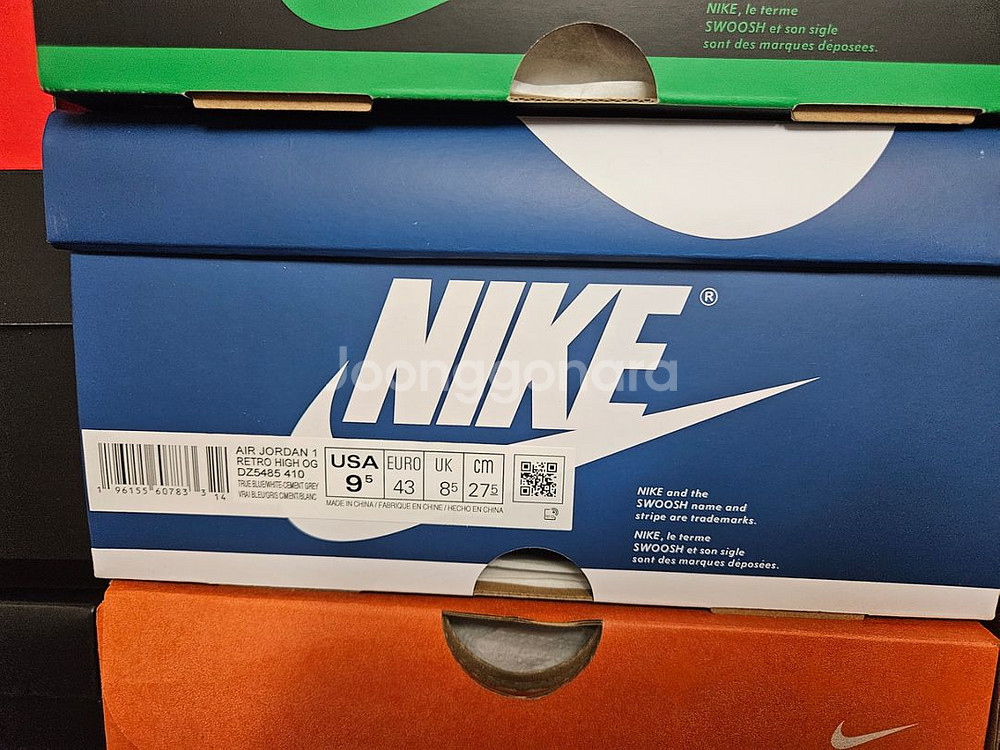 NIKE, le terme
SWOOSH et son sigle
sont des marques déposées.
NIKE®
Joonggonara
AIR JORDAN 1
RETRO HIGH OG
DZ5485 410
TRUE BLUE/WHITE-CEMENT GREY
VRAI BLEU/GRIS CIMENT/BLANC
USA EURO UK cm
9⁵ 43 8⁵ 27⁵
1 96155 60783 3 14
MADE IN CHINA / FABRIQUE EN CHINE / HECHO EN CHINA
NIKE and the
SWOOSH name and
stripe are trademarks.
NIKE, le terme
SWOOSH et son sigle
sont des marques déposées.